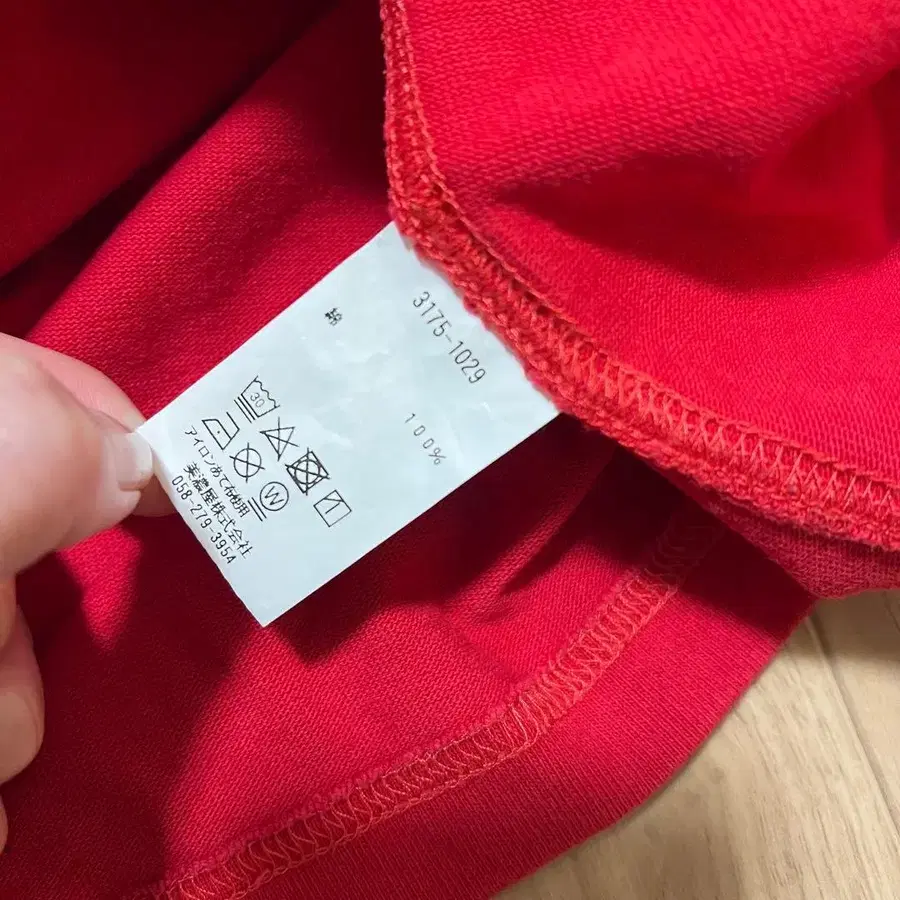 3175-1029
綿 100%
30
W
アイロンあて布使用
美濃屋株式会社
058-279-3954